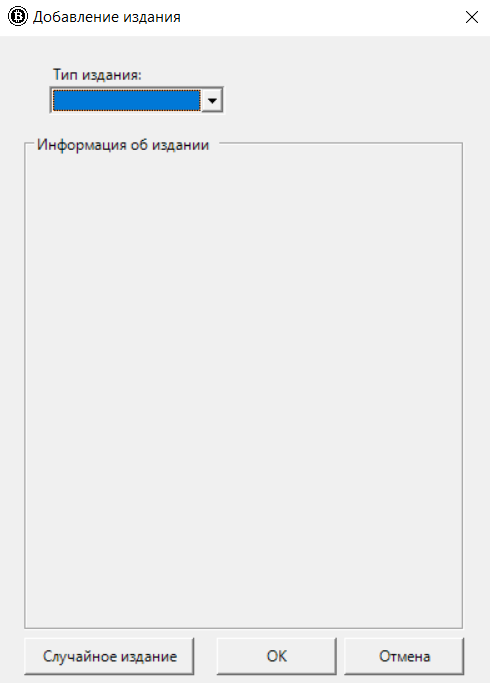 Добавление издания
Тип издания:
Информация об издании
Случайное издание
OK
Отмена